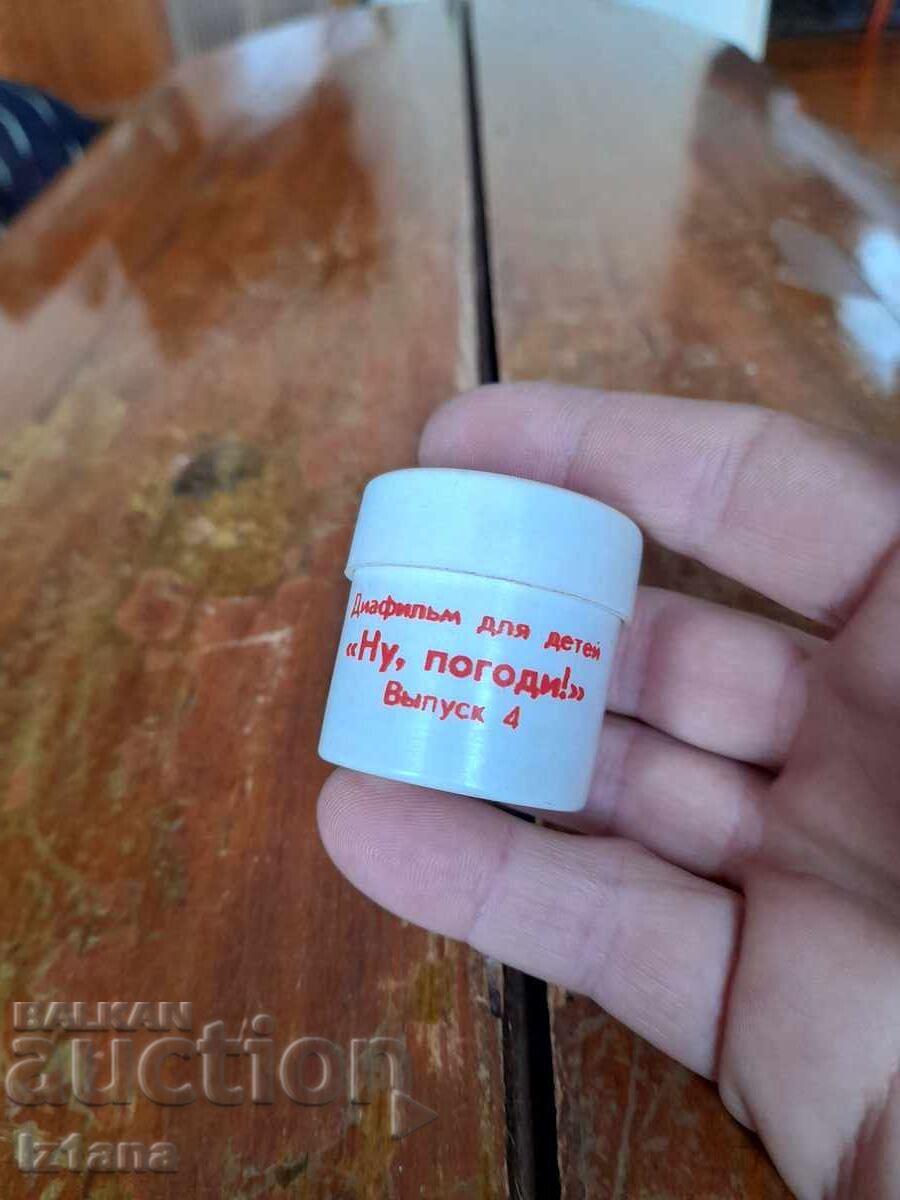 Диафильм для детей
«Ну, погоди!»
Выпуск 4
BALKAN
auction
Iz1ana